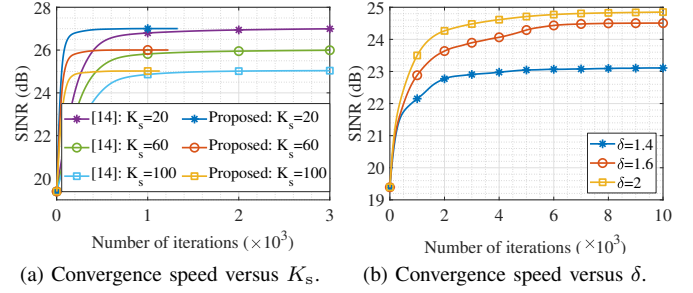 28
26
24
22
20
SINR (dB)
[14]: K_s=20
Proposed: K_s=20
[14]: K_s=60
Proposed: K_s=60
[14]: K_s=100
Proposed: K_s=100
0
1
2
3
Number of iterations (×10^3)
(a) Convergence speed versus K_s.
25
24
23
22
21
20
19
SINR (dB)
δ=1.4
δ=1.6
δ=2
0
2
4
6
8
10
Number of iterations (×10^3)
(b) Convergence speed versus δ.